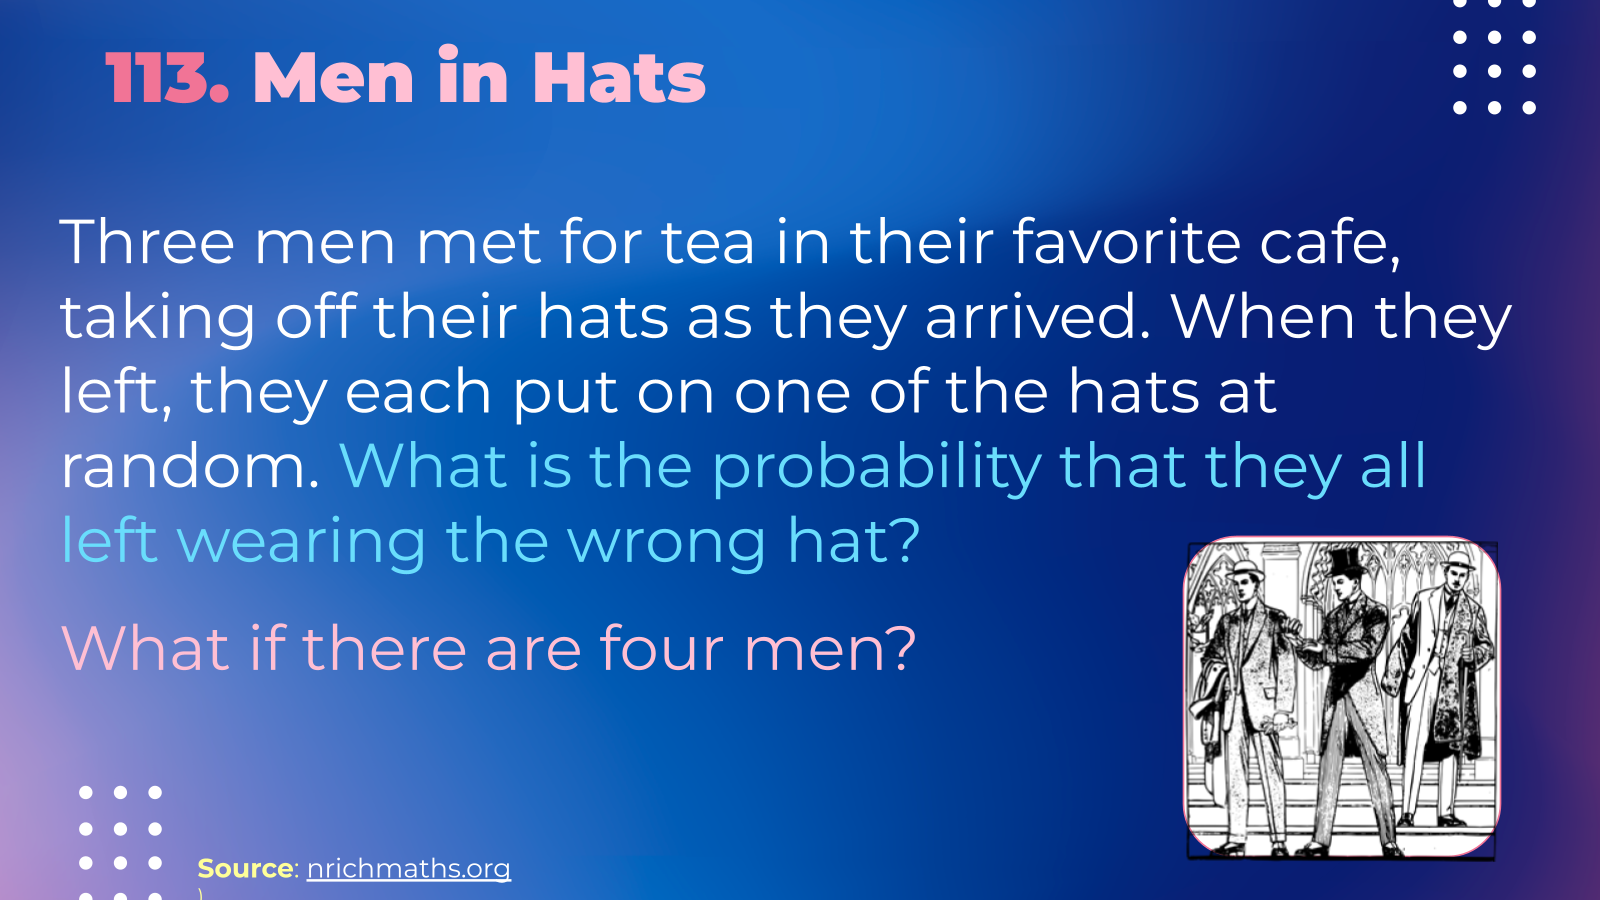 113. Men in Hats
Three men met for tea in their favorite cafe,
taking off their hats as they arrived. When they
left, they each put on one of the hats at
random. What is the probability that they all
left wearing the wrong hat?
What if there are four men?
Source: nrichmaths.org
)